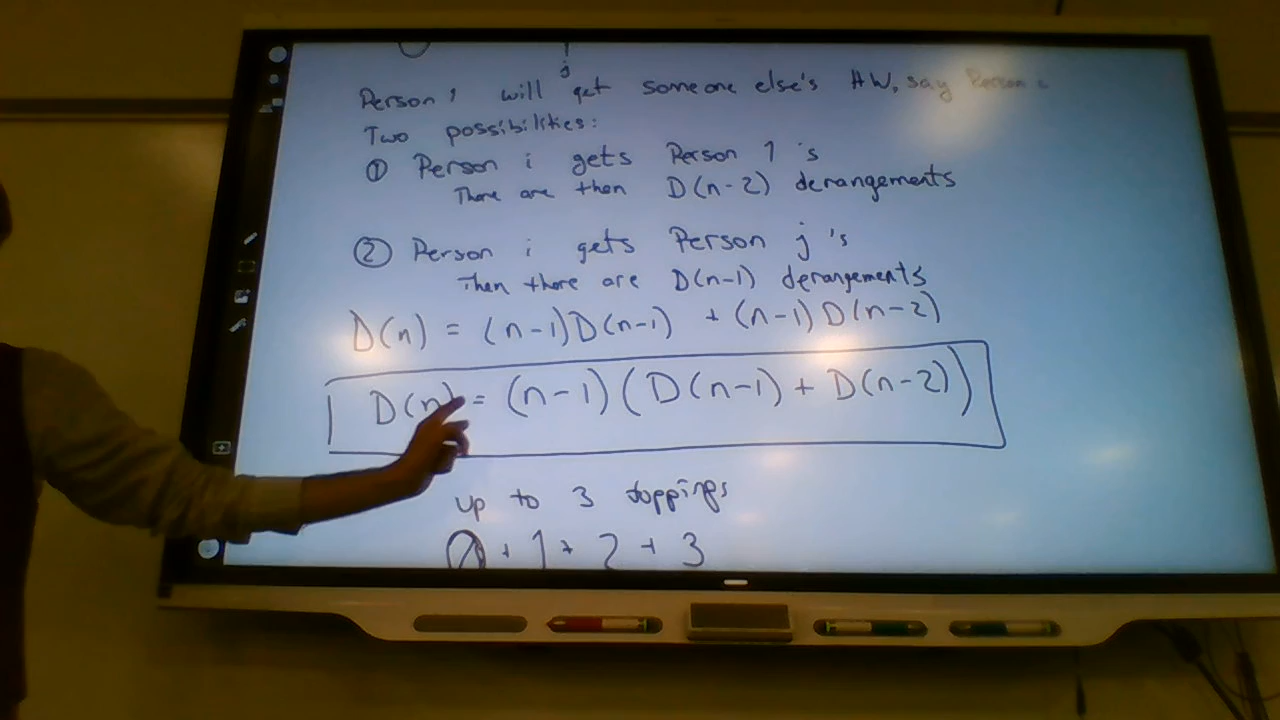 j
Person 1 will get someone else's HW, say Person i
Two possibilities:
① Person i gets Person 1's
There are then D(n-2) derangements
② Person i gets Person j's
Then there are D(n-1) derangements
D(n) = (n-1)D(n-1) + (n-1)D(n-2)
D(n) = (n-1)(D(n-1) + D(n-2))
up to 3 toppings
0 + 1 + 2 + 3